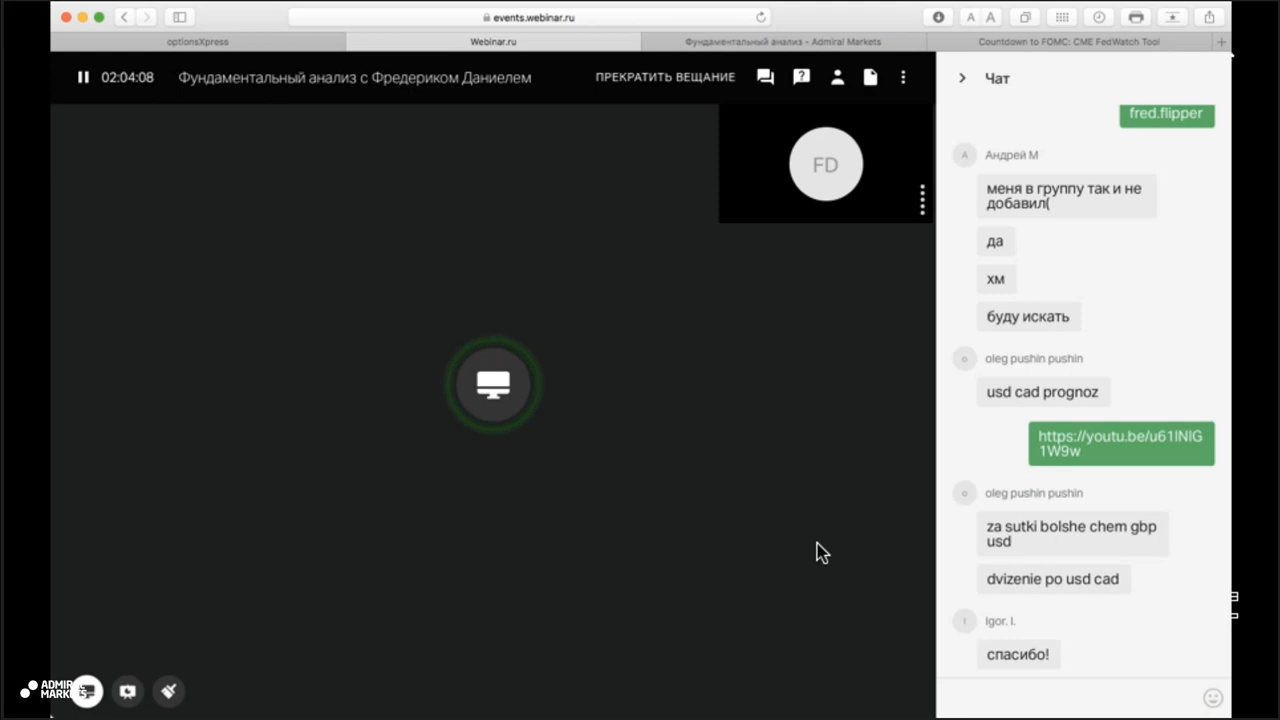 events.webinar.ru
A A
optionsXpress
Webinar.ru
Фундаментальный анализ - Admiral Markets
Countdown to FOMC: CME FedWatch Tool
02:04:08
Фундаментальный анализ с Фредериком Даниелем
ПРЕКРАТИТЬ ВЕЩАНИЕ
Чат
FD
fred.flipper
А
Андрей М
меня в группу так и не
добавил(
да
хм
буду искать
o
oleg pushin pushin
usd cad prognoz
https://youtu.be/u61INIG
1W9w
o
oleg pushin pushin
za sutki bolshe chem gbp
usd
dvizenie po usd cad
I
Igor. I.
спасибо!
ADMIRAL
MARKETS